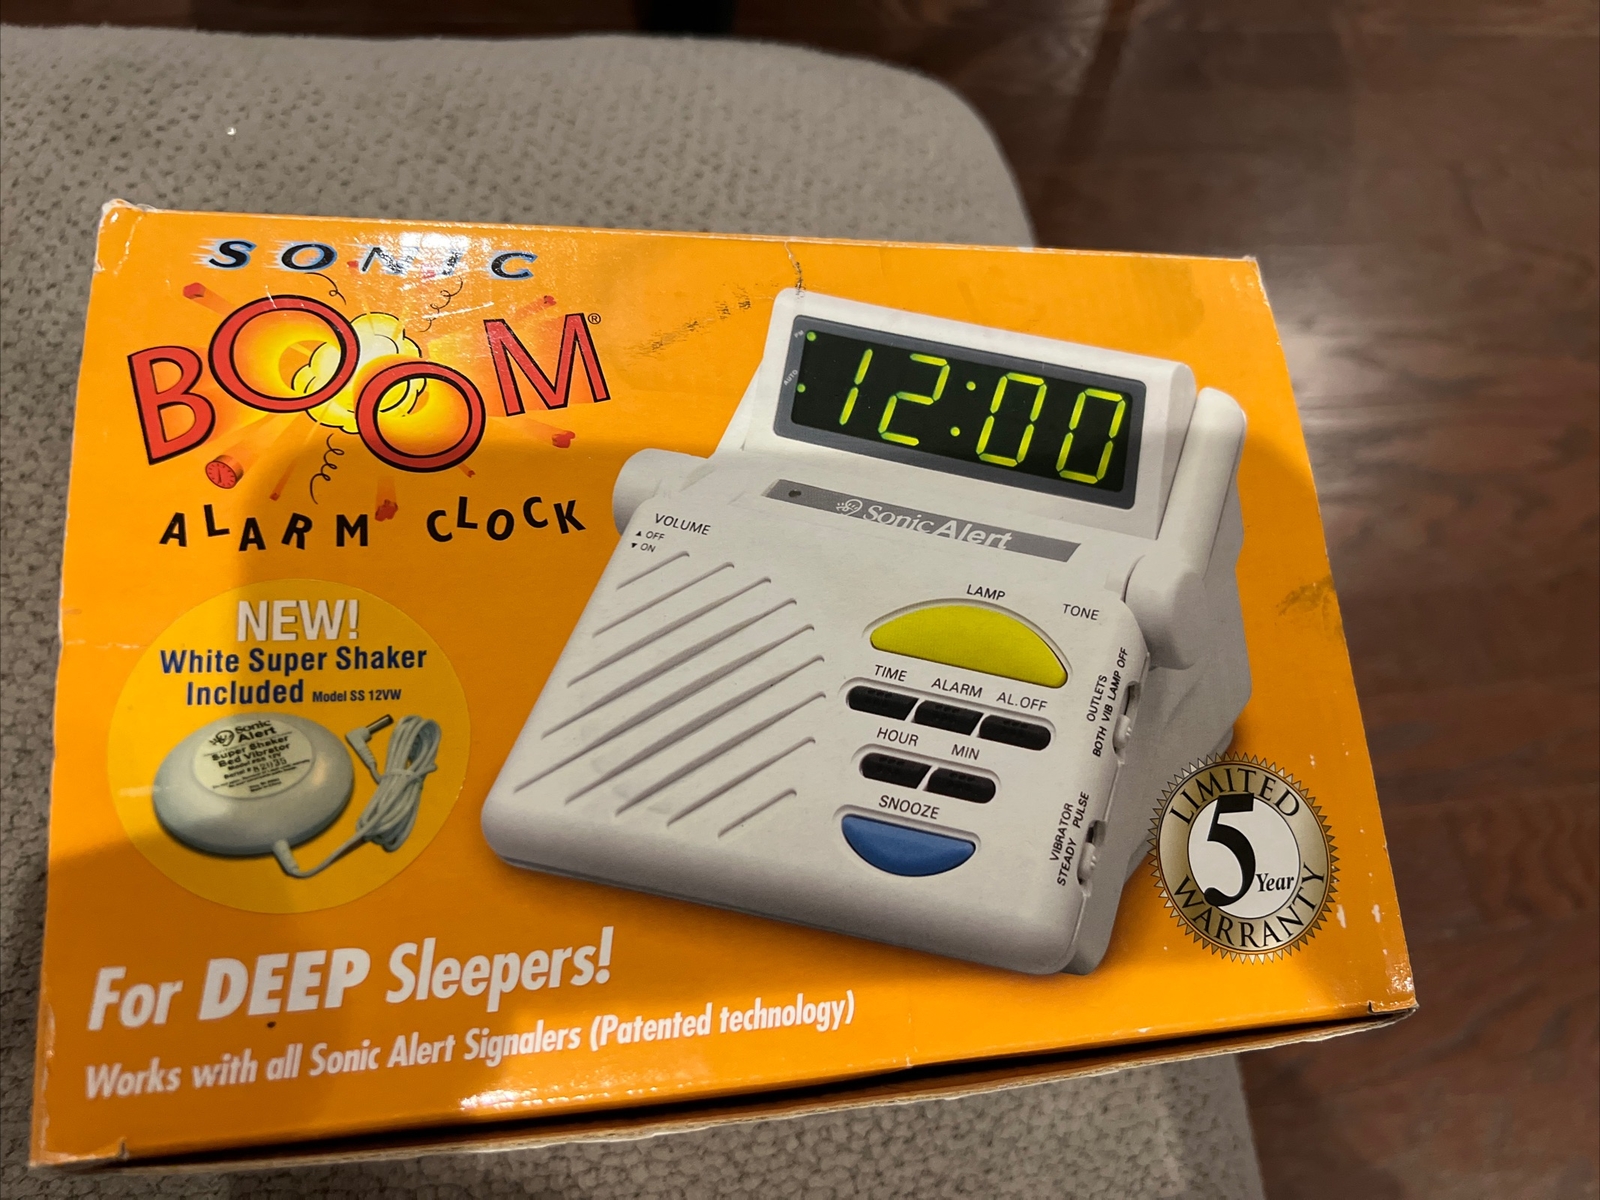 SONIC
BOOM®
ALARM CLOCK
NEW!
White Super Shaker
Included Model SS 12VW
Sonic
Alert
Super Shaker
Bed Vibrator
For DEEP Sleepers!
Works with all Sonic Alert Signalers (Patented technology)
PM
AUTO
12:00
Sonic Alert
VOLUME
▲ OFF
▼ ON
LAMP
TONE
TIME ALARM AL.OFF
HOUR MIN
SNOOZE
OUTLETS
BOTH VIB LAMP OFF
VIBRATOR
STEADY PULSE
LIMITED
5 Year
WARRANTY